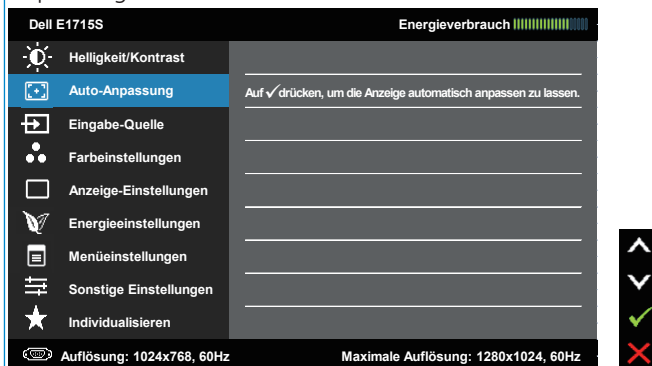 Dell E1715S Energieverbrauch
Helligkeit/Kontrast
Auto-Anpassung Auf ✓ drücken, um die Anzeige automatisch anpassen zu lassen.
Eingabe-Quelle
Farbeinstellungen
Anzeige-Einstellungen
Energieeinstellungen
Menüeinstellungen
Sonstige Einstellungen
Individualisieren
Auflösung: 1024x768, 60Hz Maximale Auflösung: 1280x1024, 60Hz